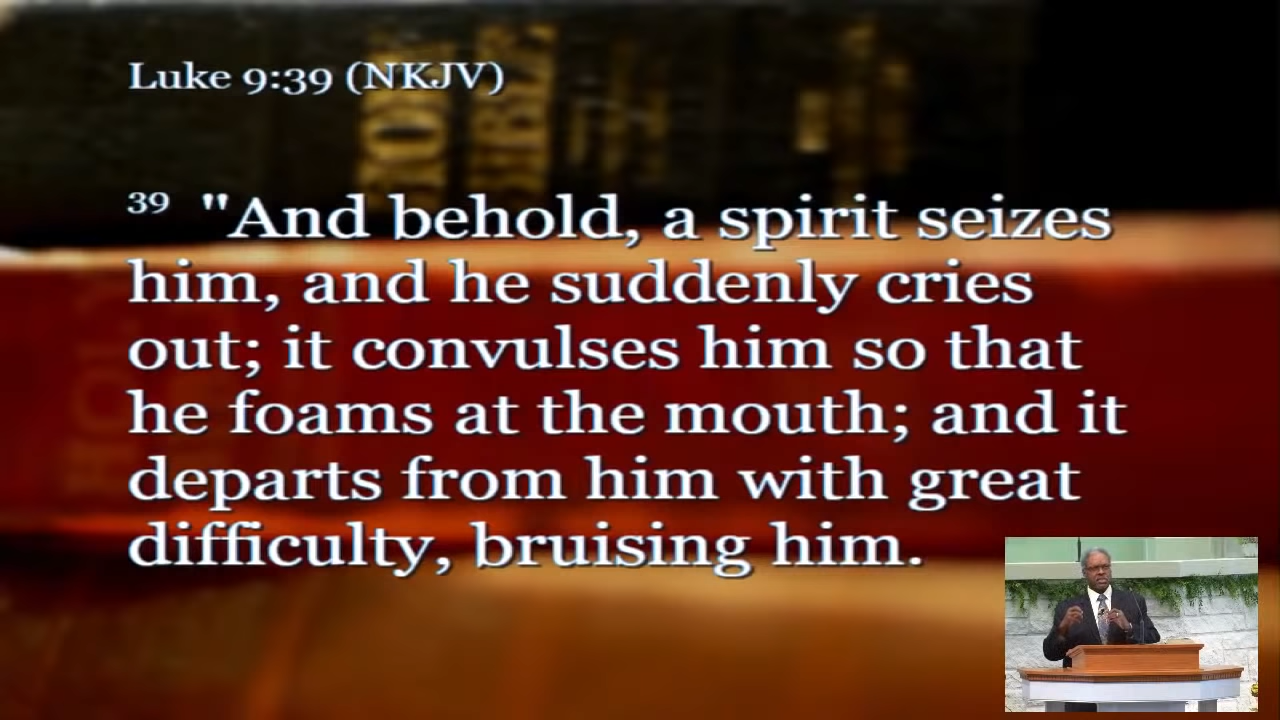 Luke 9:39 (NKJV)
39 "And behold, a spirit seizes
him, and he suddenly cries
out; it convulses him so that
he foams at the mouth; and it
departs from him with great
difficulty, bruising him.